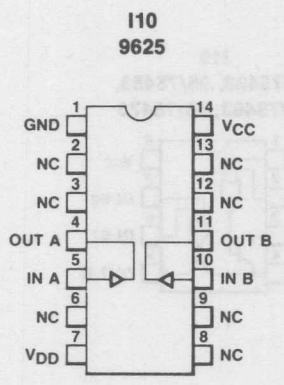 I10
9625
1 14
GND VCC
2 13
NC NC
3 12
NC NC
4 11
OUT A OUT B
5 10
IN A IN B
6 9
NC NC
7 8
VDD NC